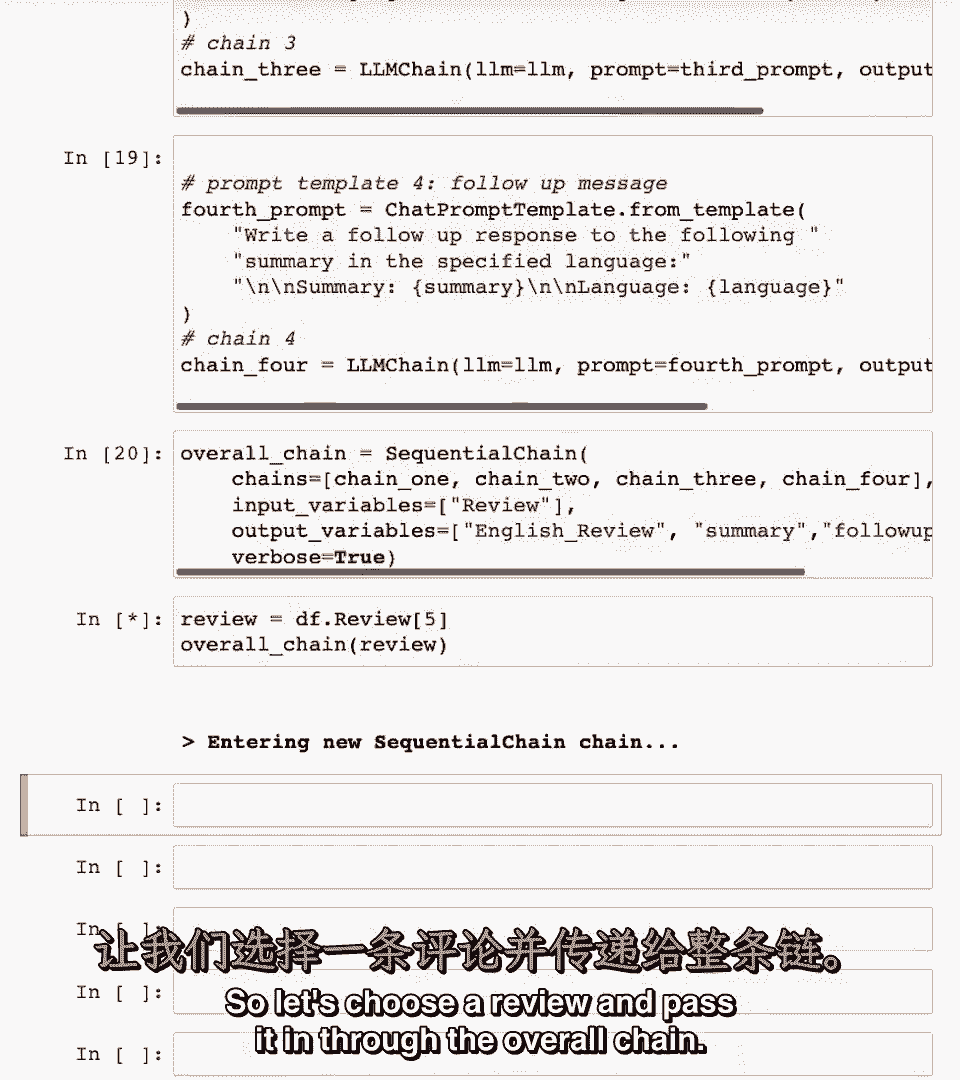 )
# chain 3
chain_three = LLMChain(llm=llm, prompt=third_prompt, output
In [19]:
# prompt template 4: follow up message
fourth_prompt = ChatPromptTemplate.from_template(
"Write a follow up response to the following "
"summary in the specified language:"
"\n\nSummary: {summary}\n\nLanguage: {language}"
)
# chain 4
chain_four = LLMChain(llm=llm, prompt=fourth_prompt, output
In [20]:
overall_chain = SequentialChain(
chains=[chain_one, chain_two, chain_three, chain_four],
input_variables=["Review"],
output_variables=["English_Review", "summary","followup
verbose=True)
In [*]:
review = df.Review[5]
overall_chain(review)
> Entering new SequentialChain chain...
In [ ]:
In [ ]:
In [ ]:
让我们选择一条评论并传递给整条链。
In [ ]:
So let's choose a review and pass
it in through the overall chain.
In [ ]: